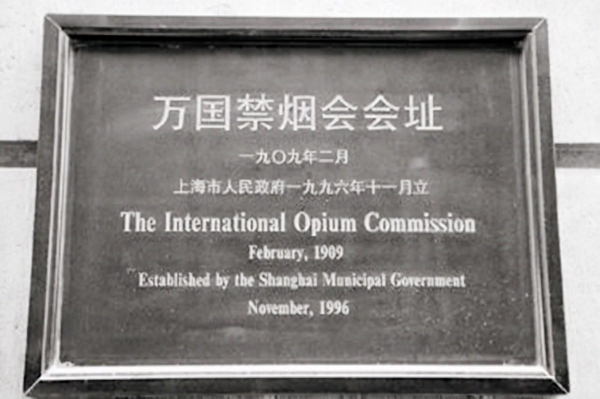 万国禁烟会会址
一九〇九年二月
上海市人民政府一九九六年十一月立
The International Opium Commission
February, 1909
Established by the Shanghai Municipal Government
November, 1996